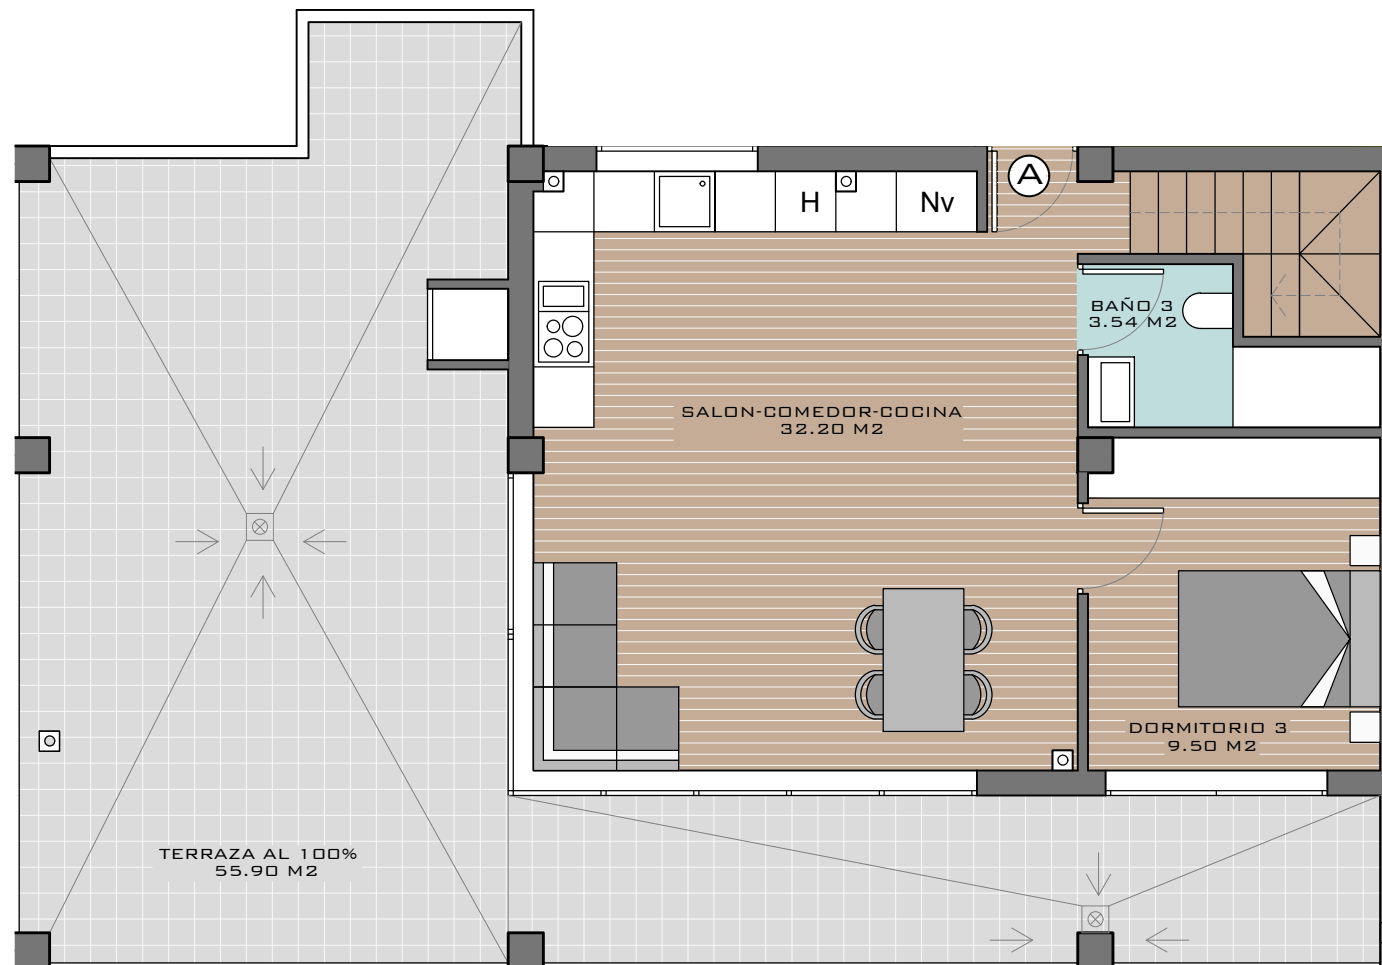 A
H
Nv
BAÑO 3
3.54 M2
SALON-COMEDOR-COCINA
32.20 M2
DORMITORIO 3
9.50 M2
TERRAZA AL 100%
55.90 M2